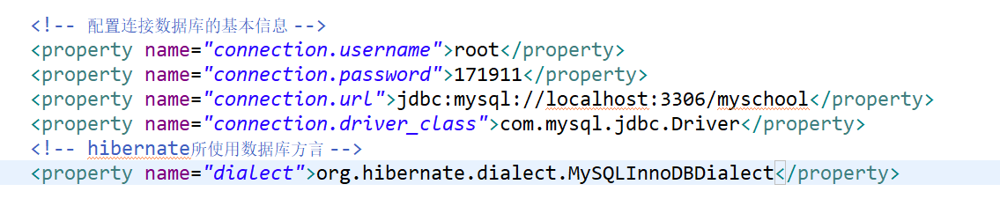 <!-- 配置连接数据库的基本信息 -->
<property name="connection.username">root</property>
<property name="connection.password">171911</property>
<property name="connection.url">jdbc:mysql://localhost:3306/myschool</property>
<property name="connection.driver_class">com.mysql.jdbc.Driver</property>
<!-- hibernate所使用数据库方言 -->
<property name="dialect">org.hibernate.dialect.MySQLInnoDBDialect</property>